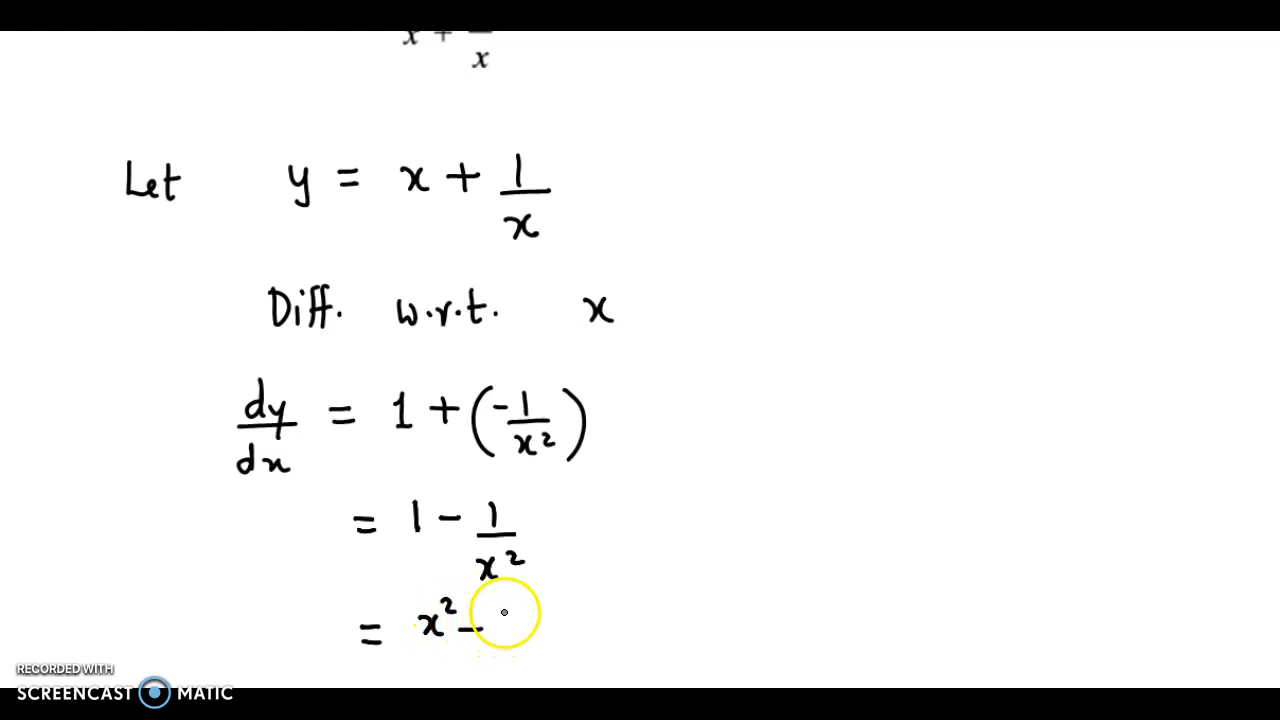 x + —
x
Let y = x + 1/x
Diff. w.r.t. x
dy/dx = 1 + (-1/x²)
= 1 - 1/x²
= x² -
RECORDED WITH
SCREENCAST MATIC